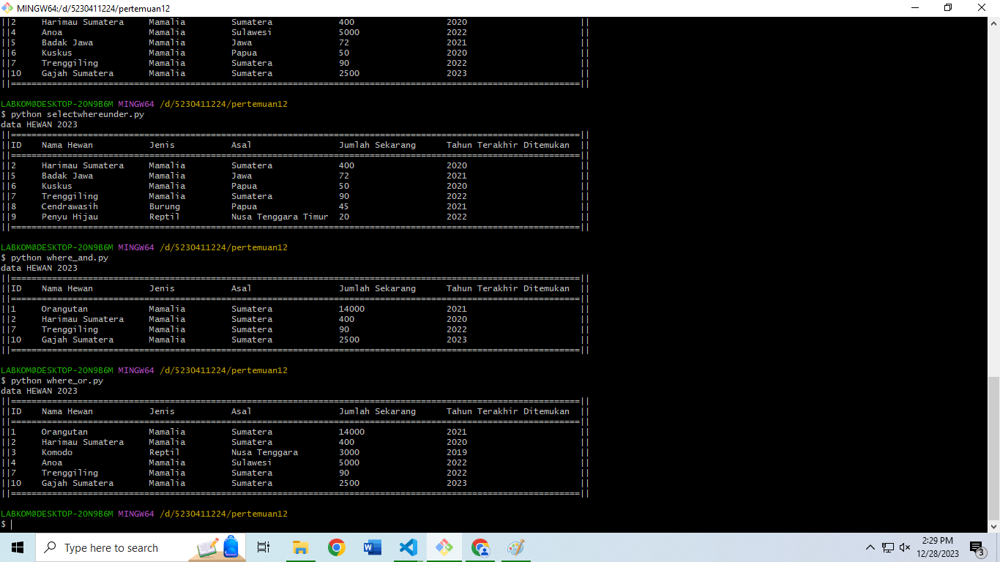 MINGW64:/d/5230411224/pertemuan12
||2 Harimau Sumatera Mamalia Sumatera 400 2020 ||
||4 Anoa Mamalia Sulawesi 5000 2022 ||
||5 Badak Jawa Mamalia Jawa 72 2021 ||
||6 Kuskus Mamalia Papua 50 2020 ||
||7 Trenggiling Mamalia Sumatera 90 2022 ||
||10 Gajah Sumatera Mamalia Sumatera 2500 2023 ||
||===============================================================================================================||
LABKOM@DESKTOP-2ON9B6M MINGW64 /d/5230411224/pertemuan12
$ python selectwhereunder.py
data HEWAN 2023
||===============================================================================================================||
||ID Nama Hewan Jenis Asal Jumlah Sekarang Tahun Terakhir Ditemukan ||
||===============================================================================================================||
||2 Harimau Sumatera Mamalia Sumatera 400 2020 ||
||5 Badak Jawa Mamalia Jawa 72 2021 ||
||6 Kuskus Mamalia Papua 50 2020 ||
||7 Trenggiling Mamalia Sumatera 90 2022 ||
||8 Cendrawasih Burung Papua 45 2021 ||
||9 Penyu Hijau Reptil Nusa Tenggara Timur 20 2022 ||
||===============================================================================================================||
LABKOM@DESKTOP-2ON9B6M MINGW64 /d/5230411224/pertemuan12
$ python where_and.py
data HEWAN 2023
||===============================================================================================================||
||ID Nama Hewan Jenis Asal Jumlah Sekarang Tahun Terakhir Ditemukan ||
||===============================================================================================================||
||1 Orangutan Mamalia Sumatera 14000 2021 ||
||2 Harimau Sumatera Mamalia Sumatera 400 2020 ||
||7 Trenggiling Mamalia Sumatera 90 2022 ||
||10 Gajah Sumatera Mamalia Sumatera 2500 2023 ||
||===============================================================================================================||
LABKOM@DESKTOP-2ON9B6M MINGW64 /d/5230411224/pertemuan12
$ python where_or.py
data HEWAN 2023
||===============================================================================================================||
||ID Nama Hewan Jenis Asal Jumlah Sekarang Tahun Terakhir Ditemukan ||
||===============================================================================================================||
||1 Orangutan Mamalia Sumatera 14000 2021 ||
||2 Harimau Sumatera Mamalia Sumatera 400 2020 ||
||3 Komodo Reptil Nusa Tenggara 3000 2019 ||
||4 Anoa Mamalia Sulawesi 5000 2022 ||
||7 Trenggiling Mamalia Sumatera 90 2022 ||
||10 Gajah Sumatera Mamalia Sumatera 2500 2023 ||
||===============================================================================================================||
LABKOM@DESKTOP-2ON9B6M MINGW64 /d/5230411224/pertemuan12
$
Type here to search
2:29 PM
12/28/2023
3